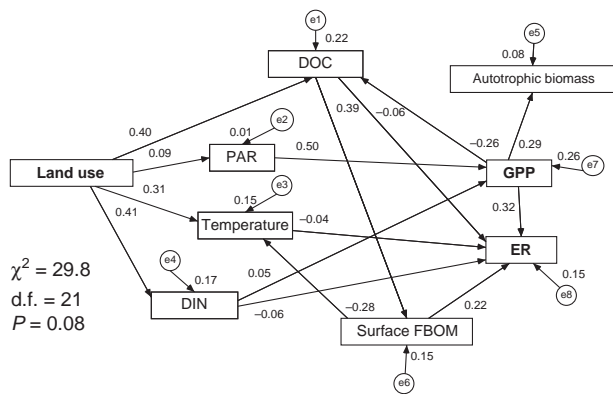 e1
0.22
DOC
e5
0.08
Autotrophic biomass
0.40
0.39
–0.06
e2
0.01
PAR
0.09
0.50
–0.26
0.29
GPP
0.26
e7
Land use
0.31
0.41
e3
0.15
Temperature
–0.04
0.32
ER
0.15
e8
e4
0.17
DIN
0.05
–0.06
–0.28
0.22
Surface FBOM
0.15
e6
χ² = 29.8
d.f. = 21
P = 0.08